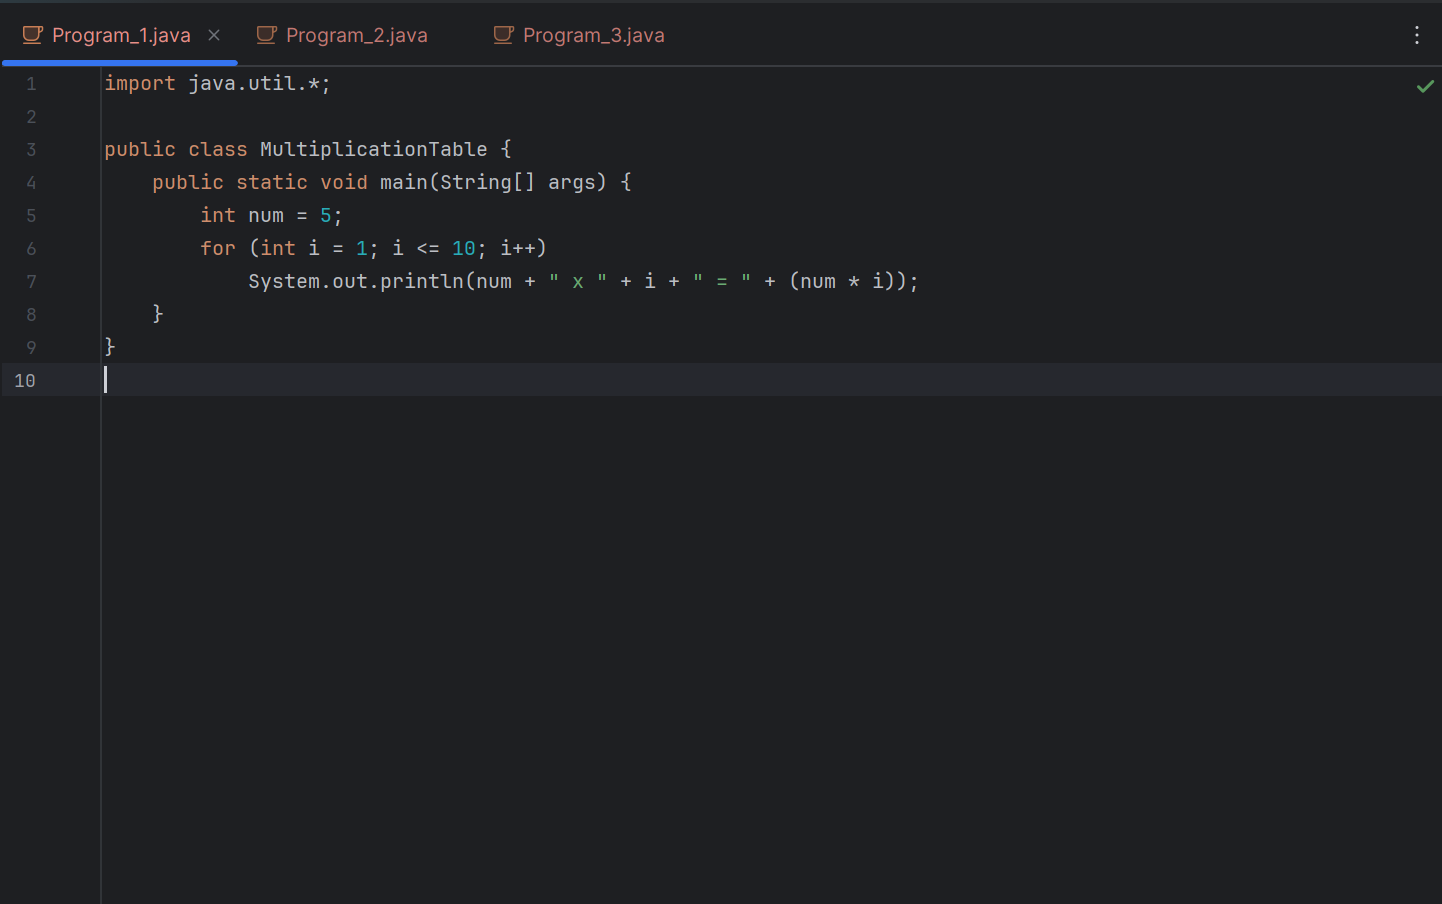 Program_1.java Program_2.java Program_3.java
1 import java.util.*;
2
3 public class MultiplicationTable {
4     public static void main(String[] args) {
5         int num = 5;
6         for (int i = 1; i <= 10; i++)
7             System.out.println(num + " x " + i + " = " + (num * i));
8     }
9 }
10